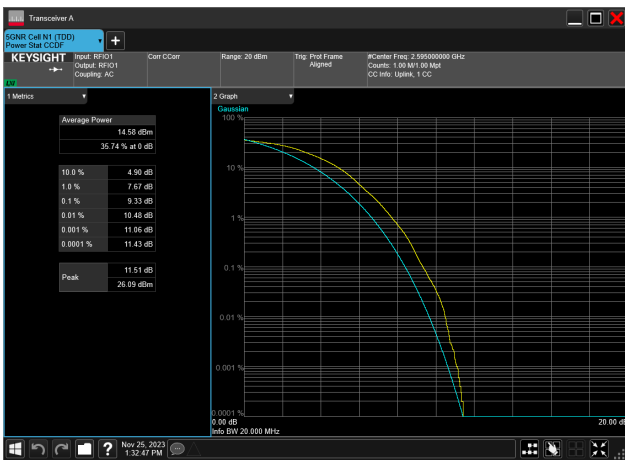 Transceiver A
5GNR Cell N1 (TDD)
Power Stat CCDF
KEYSIGHT
Input: RFIO1
Output: RFIO1
Coupling: AC
Corr CCorr
Range: 20 dBm
Trig: Prot Frame
Aligned
#Center Freq: 2.595000000 GHz
Counts: 1.00 M/1.00 Mpt
CC Info: Uplink, 1 CC
LVI
1 Metrics
Average Power
14.58 dBm
35.74 % at 0 dB
10.0 % 4.90 dB
1.0 % 7.67 dB
0.1 % 9.33 dB
0.01 % 10.48 dB
0.001 % 11.06 dB
0.0001 % 11.43 dB
Peak
11.51 dB
26.09 dBm
2 Graph
Gaussian
100 %
10 %
1 %
0.1 %
0.01 %
0.001 %
0.0001 %
0.00 dB
20.00 dB
Info BW 20.000 MHz
Nov 25, 2023
1:32:47 PM